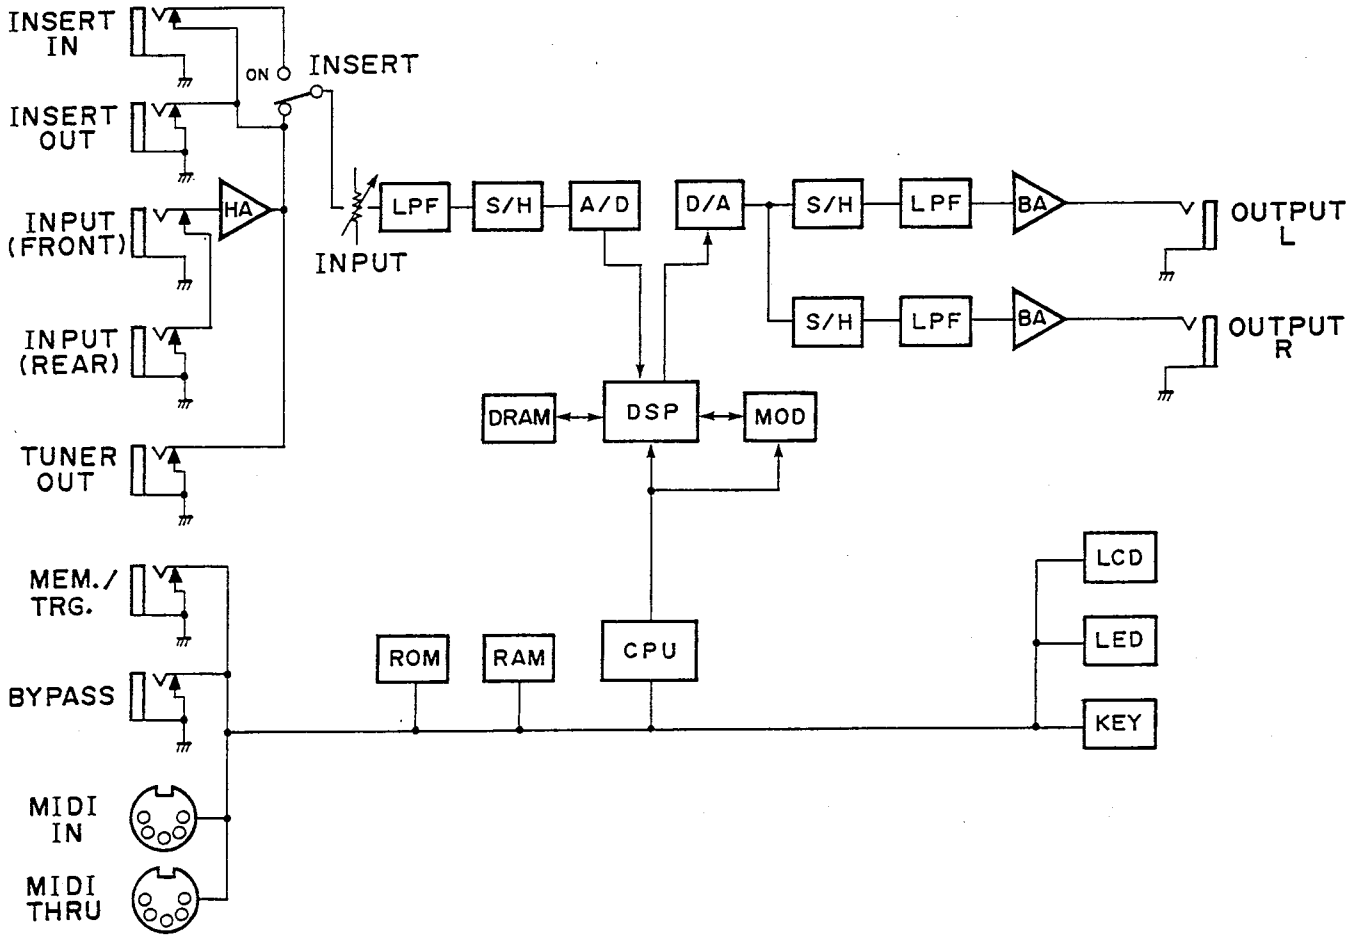 INSERT
IN
ON
INSERT
INSERT
OUT
HA
INPUT
(FRONT)
INPUT
LPF
S/H
A/D
D/A
S/H
LPF
BA
OUTPUT
L
INPUT
(REAR)
S/H
LPF
BA
OUTPUT
R
DRAM
DSP
MOD
TUNER
OUT
MEM./
TRG.
LCD
ROM
RAM
CPU
LED
BYPASS
KEY
MIDI
IN
MIDI
THRU